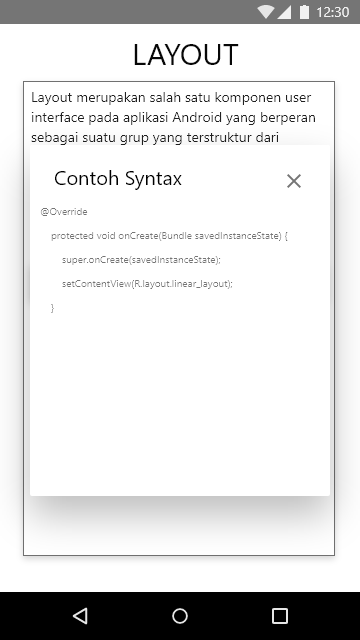 12:30
LAYOUT
Layout merupakan salah satu komponen user
interface pada aplikasi Android yang berperan
sebagai suatu grup yang terstruktur dari
Contoh Syntax
@Override
protected void onCreate(Bundle savedInstanceState) {
super.onCreate(savedInstanceState);
setContentView(R.layout.linear_layout);
}